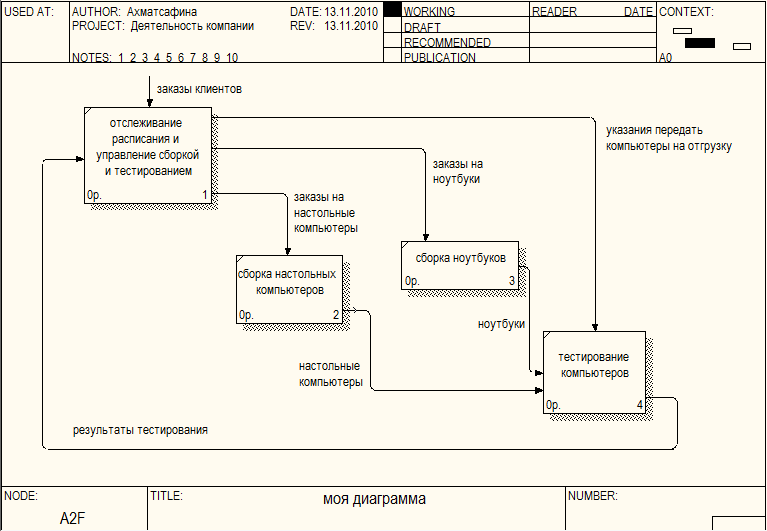 USED AT:
AUTHOR: Ахматсафина
DATE: 13.11.2010
WORKING
READER
DATE
CONTEXT:
PROJECT: Деятельность компании
REV: 13.11.2010
DRAFT
RECOMMENDED
NOTES: 1 2 3 4 5 6 7 8 9 10
PUBLICATION
A0
заказы клиентов
отслеживание
расписания и
управление сборкой
и тестированием
0р.
1
указания передать
компьютеры на отгрузку
заказы на
ноутбуки
заказы на
настольные
компьютеры
сборка ноутбуков
0р.
3
сборка настольных
компьютеров
0р.
2
ноутбуки
тестирование
компьютеров
0р.
4
настольные
компьютеры
результаты тестирования
NODE:
TITLE:
моя диаграмма
NUMBER:
A2F